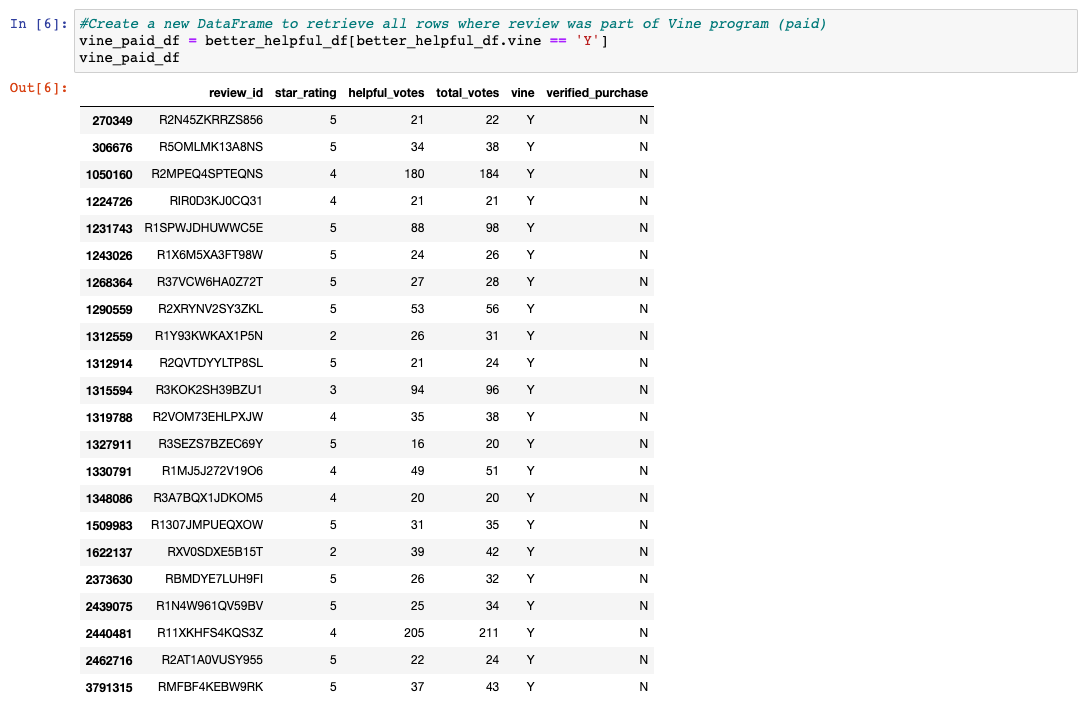 In [6]: #Create a new DataFrame to retrieve all rows where review was part of Vine program (paid)
vine_paid_df = better_helpful_df[better_helpful_df.vine == 'Y']
vine_paid_df
Out[6]:
review_id star_rating helpful_votes total_votes vine verified_purchase
270349 R2N45ZKRRZS856 5 21 22 Y N
306676 R5OMLMK13A8NS 5 34 38 Y N
1050160 R2MPEQ4SPTEQNS 4 180 184 Y N
1224726 RIR0D3KJ0CQ31 4 21 21 Y N
1231743 R1SPWJDHUWWC5E 5 88 98 Y N
1243026 R1X6M5XA3FT98W 5 24 26 Y N
1268364 R37VCW6HA0Z72T 5 27 28 Y N
1290559 R2XRYNV2SY3ZKL 5 53 56 Y N
1312559 R1Y93KWKAX1P5N 2 26 31 Y N
1312914 R2QVTDYYLTP8SL 5 21 24 Y N
1315594 R3KOK2SH39BZU1 3 94 96 Y N
1319788 R2VOM73EHLPXJW 4 35 38 Y N
1327911 R3SEZS7BZEC69Y 5 16 20 Y N
1330791 R1MJ5J272V19O6 4 49 51 Y N
1348086 R3A7BQX1JDKOM5 4 20 20 Y N
1509983 R1307JMPUEQXOW 5 31 35 Y N
1622137 RXV0SDXE5B15T 2 39 42 Y N
2373630 RBMDYE7LUH9FI 5 26 32 Y N
2439075 R1N4W961QV59BV 5 25 34 Y N
2440481 R11XKHFS4KQS3Z 4 205 211 Y N
2462716 R2AT1A0VUSY955 5 22 24 Y N
3791315 RMFBF4KEBW9RK 5 37 43 Y N